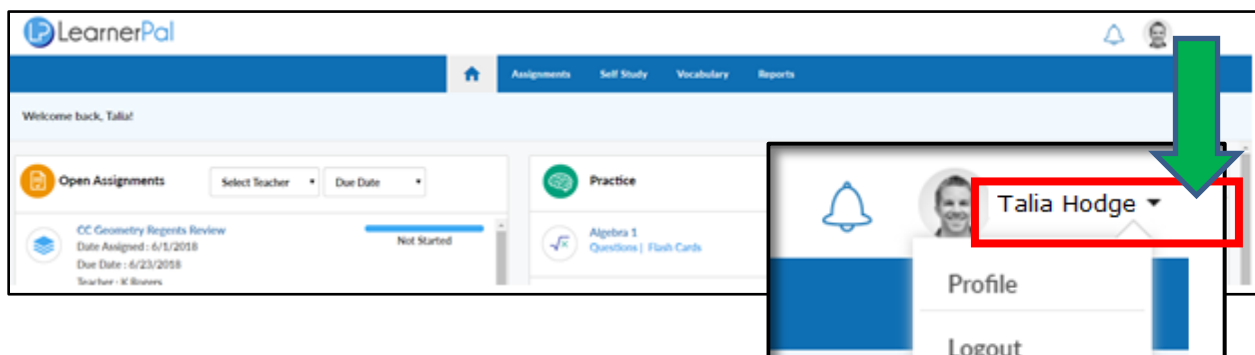 LearnerPal
Assignments Self Study Vocabulary Reports
Welcome back, Talia!
Open Assignments Select Teacher Due Date
CC Geometry Regents Review
Date Assigned : 6/1/2018 Not Started
Due Date : 6/23/2018
Teacher : K Rogers
Practice
Algebra 1
Questions | Flash Cards
Talia Hodge
Profile
Logout